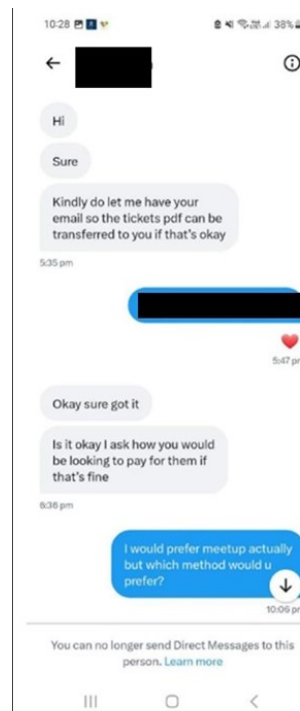 10:28
38%
Hi
Sure
Kindly do let me have your
email so the tickets pdf can be
transferred to you if that's okay
5:35 pm
5:47 pm
Okay sure got it
Is it okay I ask how you would
be looking to pay for them if
that's fine
6:36 pm
I would prefer meetup actually
but which method would u
prefer?
10:06 pm
You can no longer send Direct Messages to this
person. Learn more